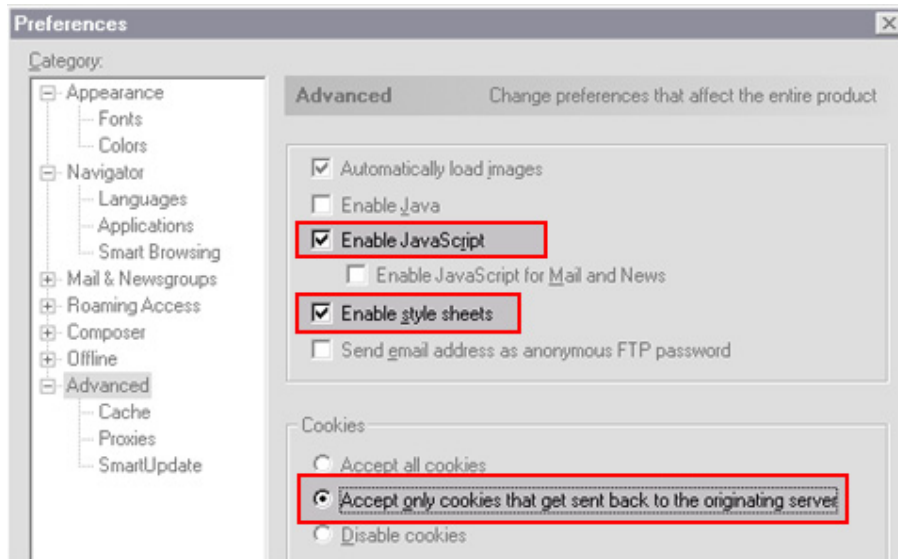 Preferences
Category:
Appearance
Fonts
Colors
Navigator
Languages
Applications
Smart Browsing
Mail & Newsgroups
Roaming Access
Composer
Offline
Advanced
Cache
Proxies
SmartUpdate
Advanced Change preferences that affect the entire product
Automatically load images
Enable Java
Enable JavaScript
Enable JavaScript for Mail and News
Enable style sheets
Send email address as anonymous FTP password
Cookies
Accept all cookies
Accept only cookies that get sent back to the originating server
Disable cookies